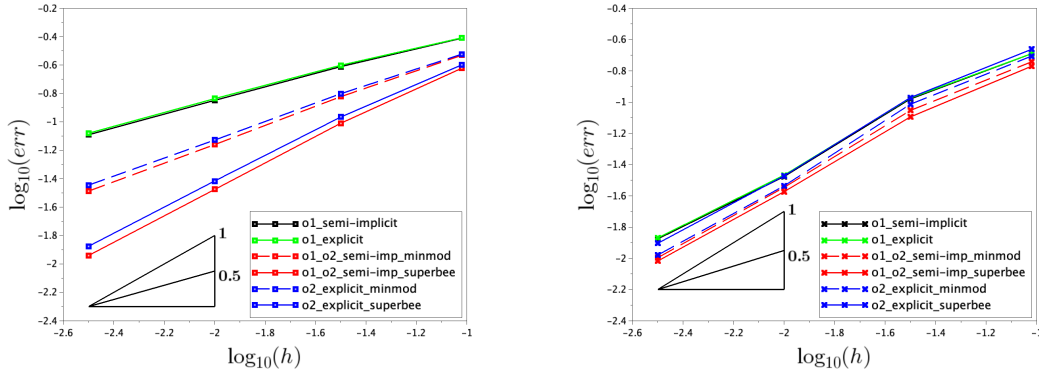 -0.2
-0.4
-0.6
-0.8
-1
-1.2
-1.4
-1.6
-1.8
-2
-2.2
-2.4
log₁₀(err)
1
0.5
o1_semi-implicit
o1_explicit
o1_o2_semi-imp_minmod
o1_o2_semi-imp_superbee
o2_explicit_minmod
o2_explicit_superbee
-2.6 -2.4 -2.2 -2 -1.8 -1.6 -1.4 -1.2 -1
log₁₀(h)
-0.2
-0.4
-0.6
-0.8
-1
-1.2
-1.4
-1.6
-1.8
-2
-2.2
-2.4
log₁₀(err)
1
0.5
o1_semi-implicit
o1_explicit
o1_o2_semi-imp_minmod
o1_o2_semi-imp_superbee
o2_explicit_minmod
o2_explicit_superbee
-2.6 -2.4 -2.2 -2 -1.8 -1.6 -1.4 -1.2 -1
log₁₀(h)